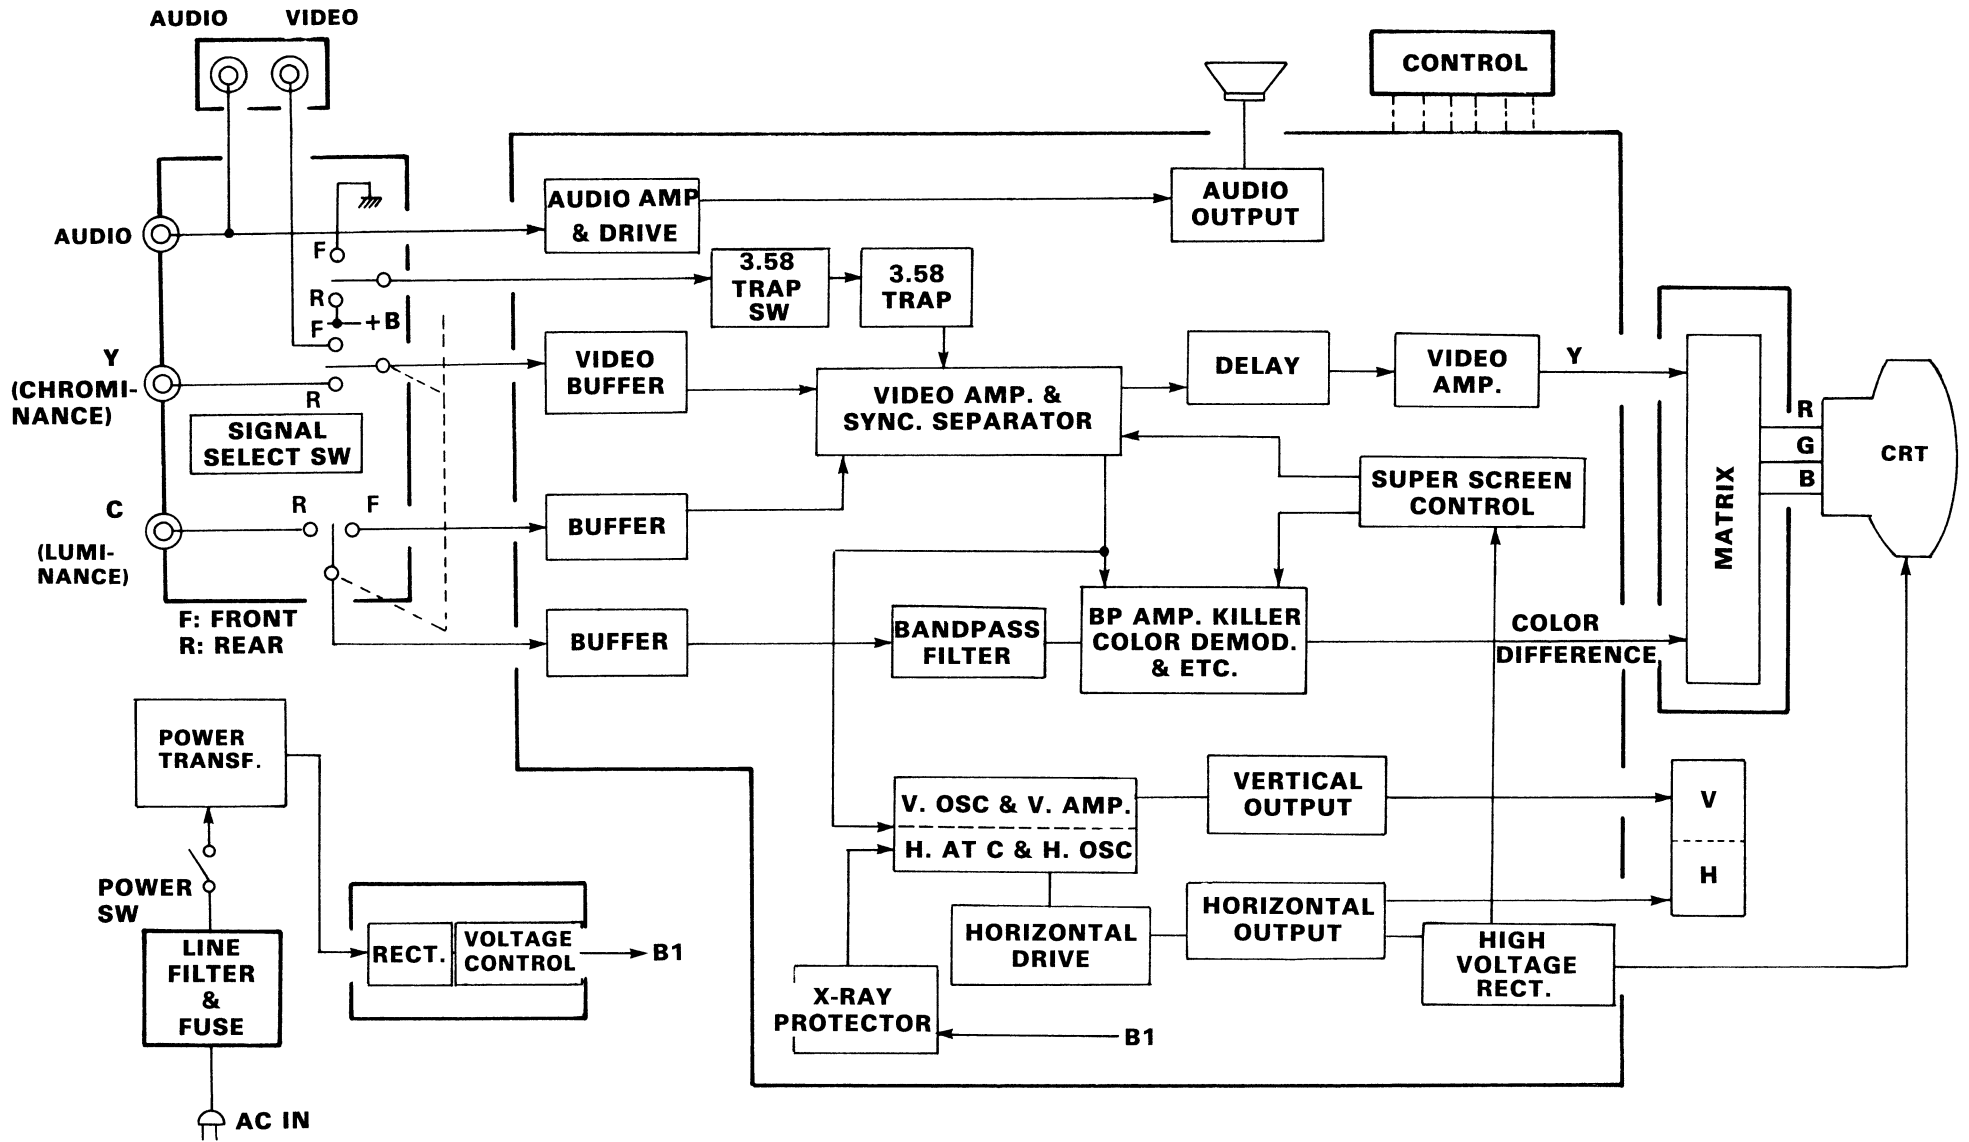 AUDIO VIDEO
CONTROL
AUDIO AMP
& DRIVE
AUDIO
OUTPUT
AUDIO
F
3.58
TRAP
SW
3.58
TRAP
R
F
+B
Y
(CHROMI-
NANCE)
R
VIDEO
BUFFER
VIDEO AMP. &
SYNC. SEPARATOR
DELAY
VIDEO
AMP.
Y
MATRIX
R
G
B
CRT
SIGNAL
SELECT SW
SUPER SCREEN
CONTROL
C
(LUMI-
NANCE)
R F
BUFFER
F: FRONT
R: REAR
BUFFER
BANDPASS
FILTER
BP AMP. KILLER
COLOR DEMOD.
& ETC.
COLOR
DIFFERENCE
POWER
TRANSF.
V. OSC & V. AMP.
H. AT C & H. OSC
VERTICAL
OUTPUT
V
H
POWER
SW
LINE
FILTER
&
FUSE
RECT.
VOLTAGE
CONTROL
B1
HORIZONTAL
DRIVE
HORIZONTAL
OUTPUT
HIGH
VOLTAGE
RECT.
X-RAY
PROTECTOR
B1
AC IN